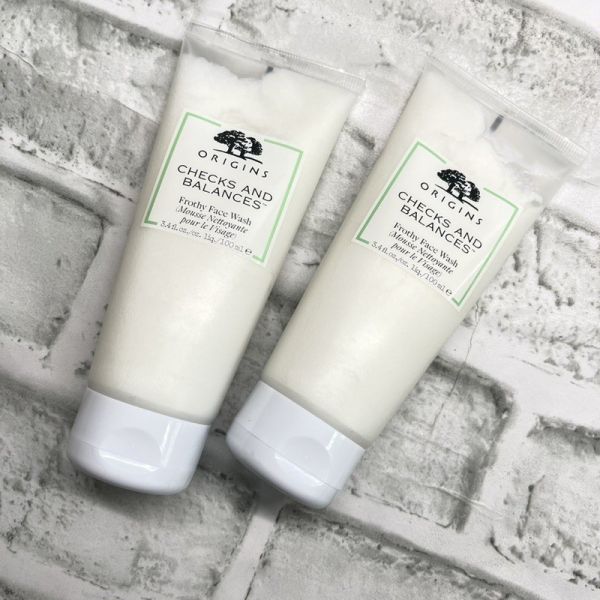 ORIGINS
CHECKS AND
BALANCES™
Frothy Face Wash
(Mousse Nettoyante
pour le Visage)
3.4 fl.oz./oz. liq./100 ml ℮
ORIGINS
CHECKS AND
BALANCES™
Frothy Face Wash
(Mousse Nettoyante
pour le Visage)
3.4 fl.oz./oz. liq./100 ml ℮